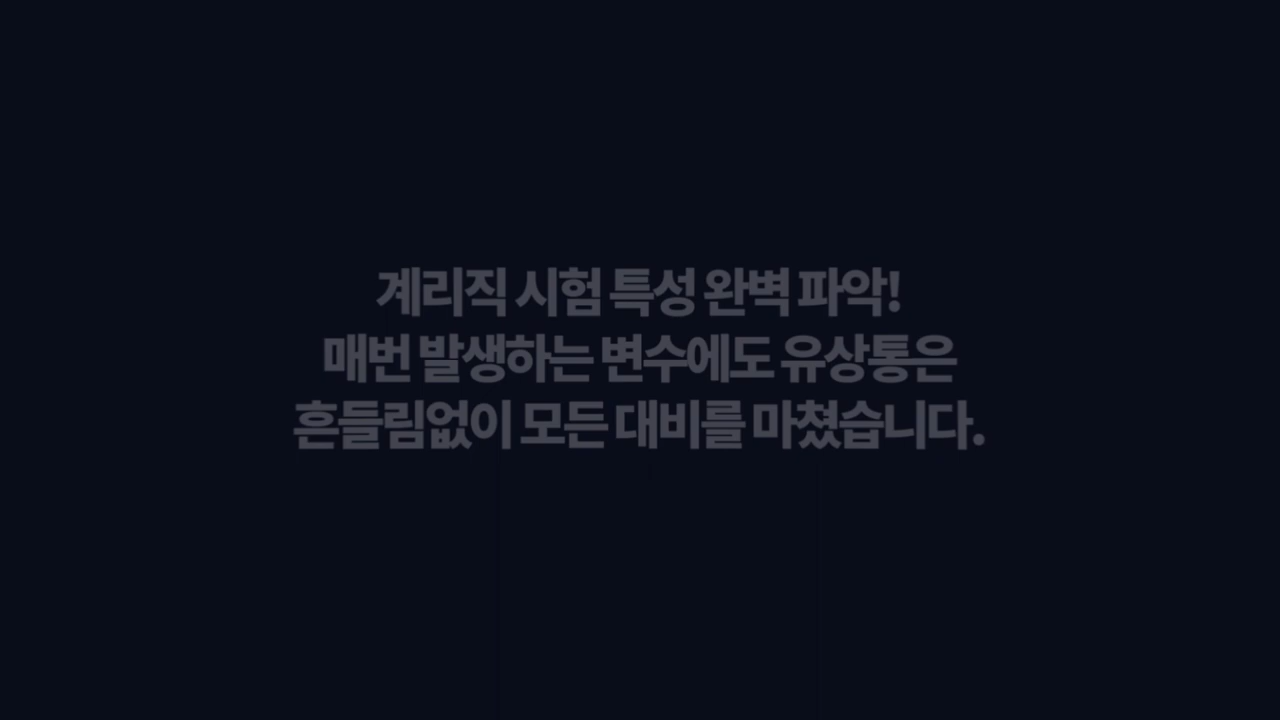 계리직 시험 특성 완벽 파악!
매번 발생하는 변수에도 유상통은
흔들림없이 모든 대비를 마쳤습니다.